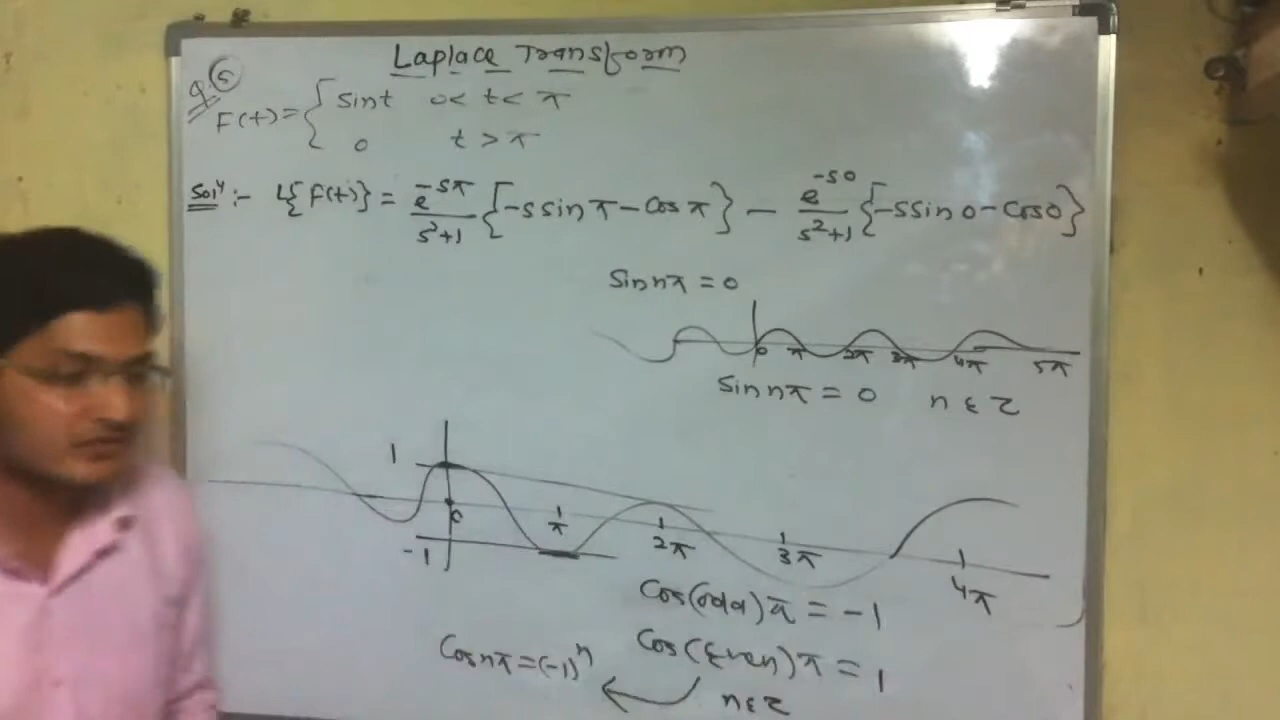 Laplace Transform
Q 5
F(t) = { sint 0 < t < π
0 t > π
Solⁿ :- L{F(t)} = e^-sπ / s²+1 {-s sin π - cos π} - e^-s0 / s²+1 {-s sin 0 - cos 0}
Sin nπ = 0
0 π 2π 3π 4π 5π
Sin nπ = 0 n ∈ Z
1
0 π 2π 3π 4π
-1
Cos(odd)π = -1
Cos nπ = (-1)ⁿ Cos(Even)π = 1
n ∈ Z